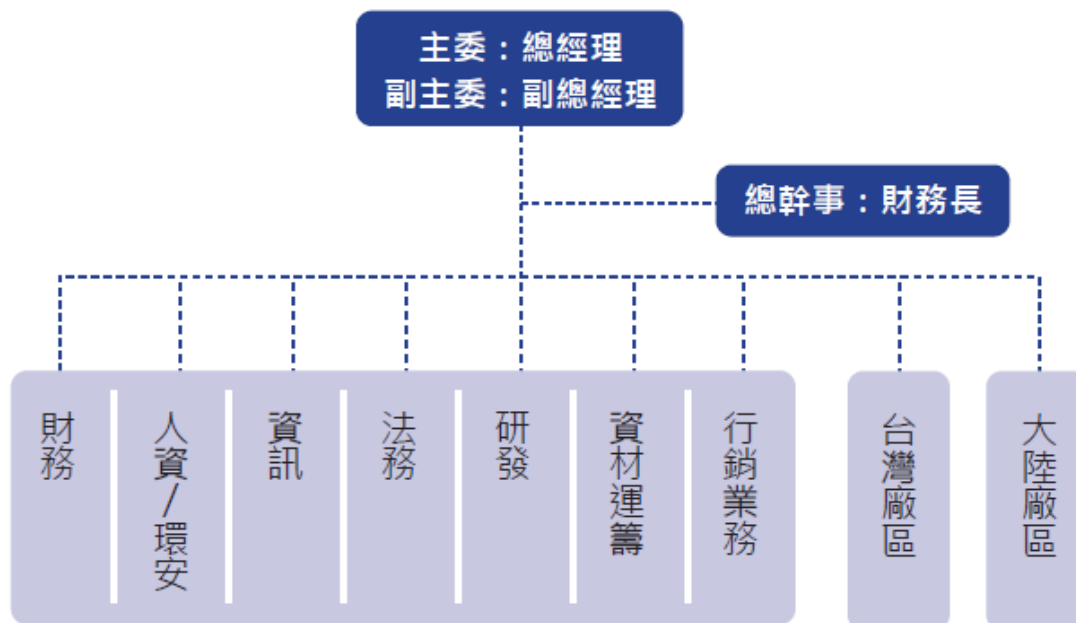 主委：總經理
副主委：副總經理
總幹事：財務長
財務
人資/環安
資訊
法務
研發
資材運籌
行銷業務
台灣廠區
大陸廠區